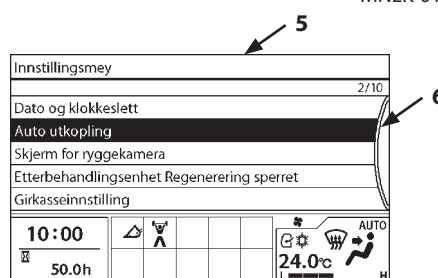 5
Innstillingsmey
2/10
6
Dato og klokkeslett
Auto utkopling
Skjerm for ryggekamera
Etterbehandlingsenhet Regenerering sperret
Girkasseinnstilling
10:00
AUTO
50.0h
24.0℃
H